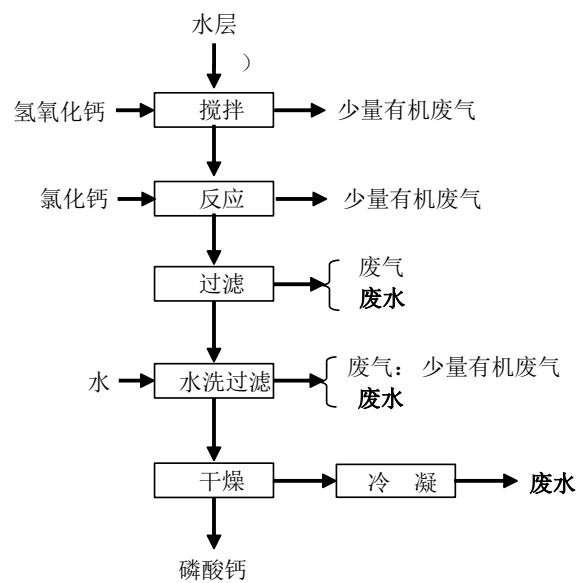 水层
）
氢氧化钙 搅拌 少量有机废气
氯化钙 反应 少量有机废气
过滤 废气
废水
水 水洗过滤 废气：少量有机废气
废水
干燥 冷 凝 废水
磷酸钙